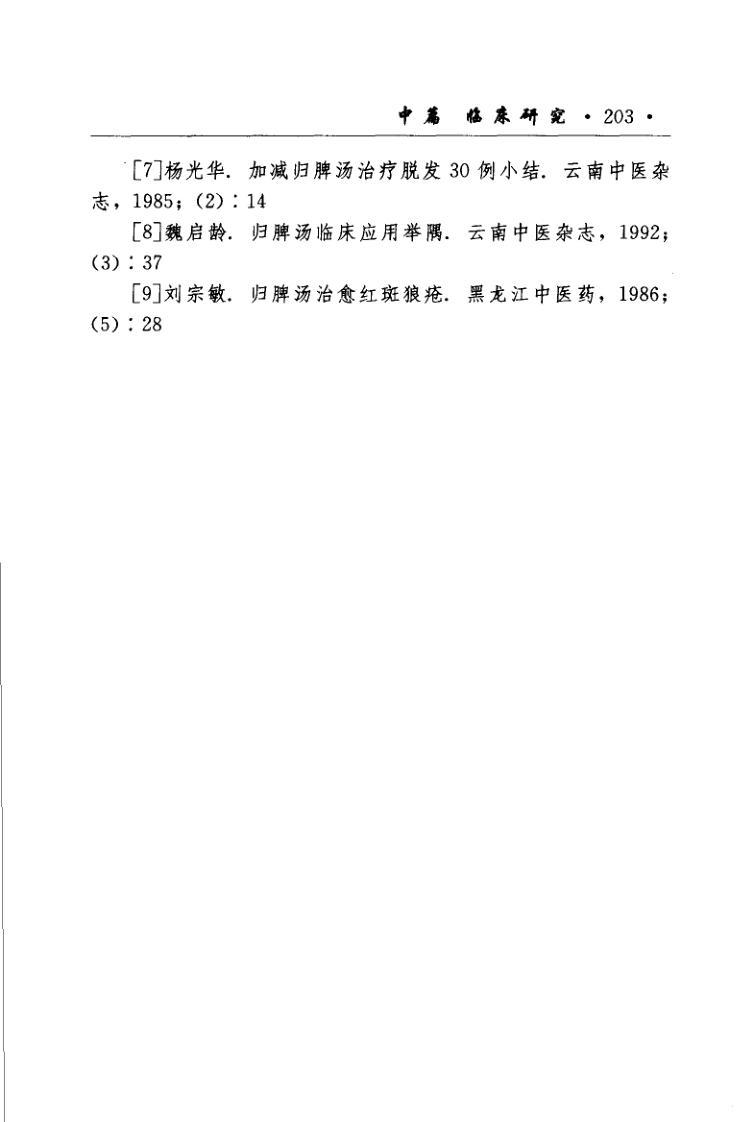 中篇 临床研究 · 203 ·
[7]杨光华. 加减归脾汤治疗脱发 30 例小结. 云南中医杂
志，1985；(2)：14
[8]魏启龄. 归脾汤临床应用举隅. 云南中医杂志，1992；
(3)：37
[9]刘宗敏. 归脾汤治愈红斑狼疮. 黑龙江中医药，1986；
(5)：28